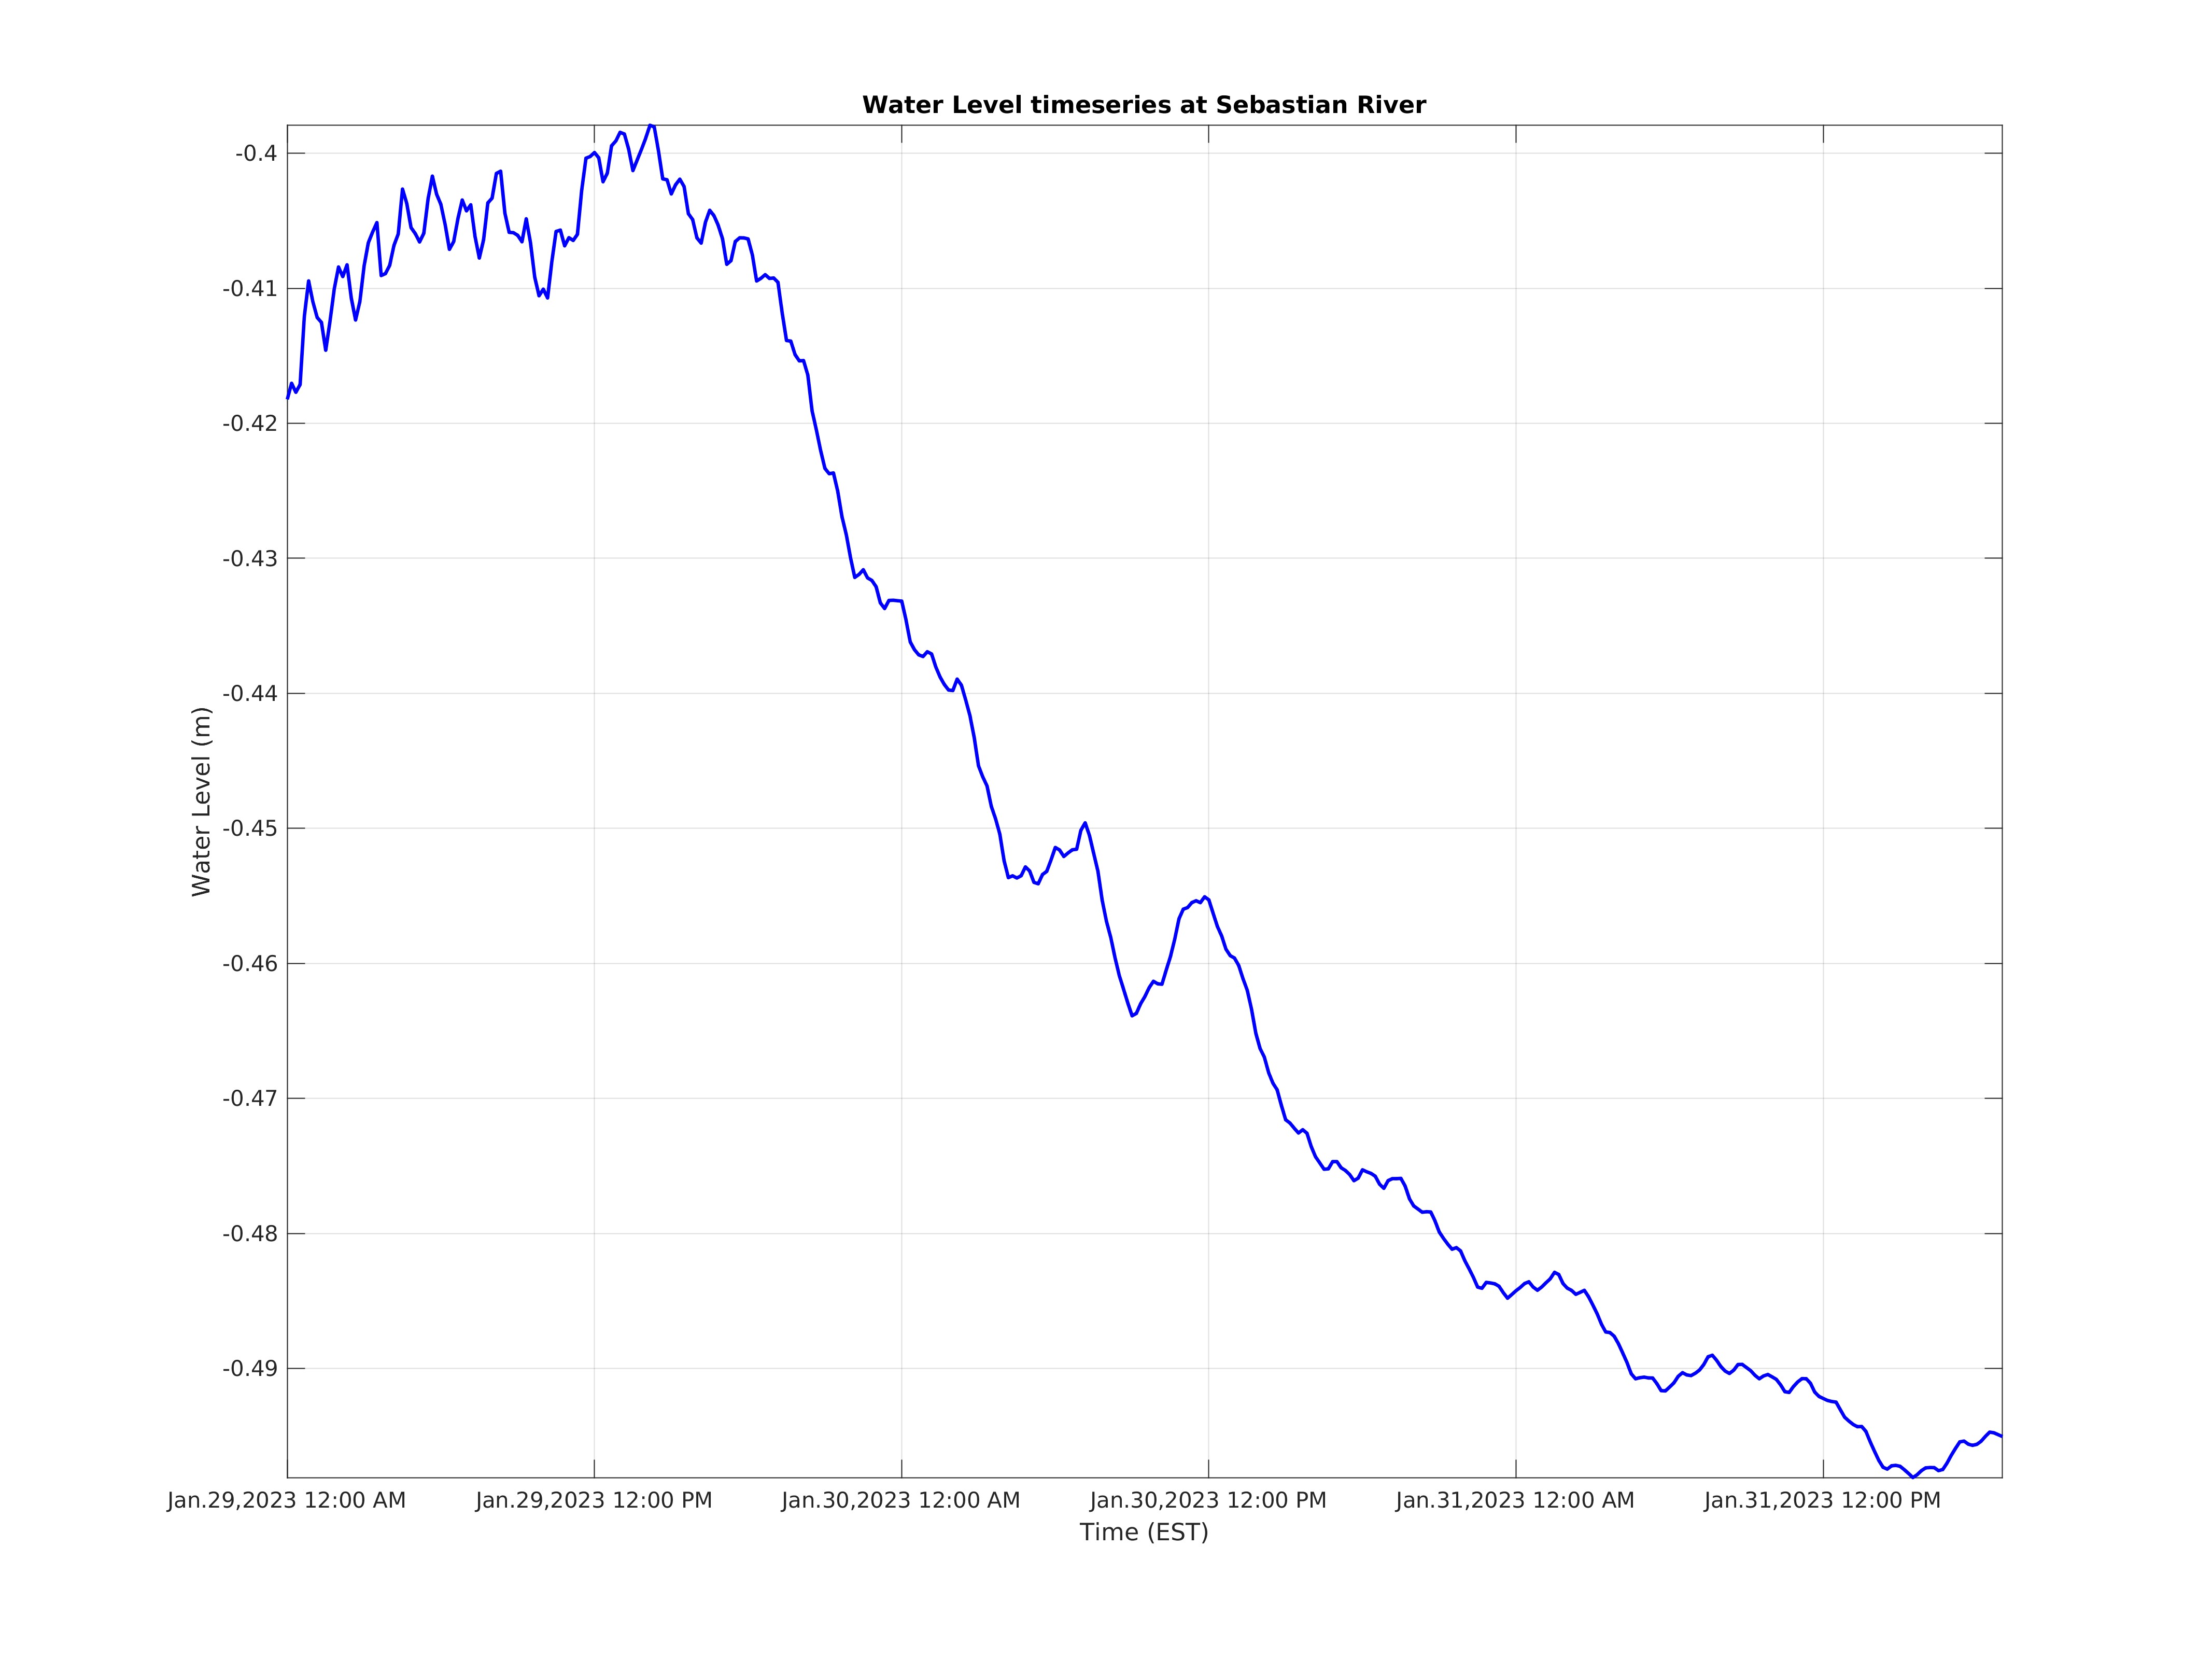 Water Level timeseries at Sebastian River
-0.4
-0.41
-0.42
-0.43
-0.44
-0.45
-0.46
-0.47
-0.48
-0.49
Water Level (m)
Jan.29,2023 12:00 AM
Jan.29,2023 12:00 PM
Jan.30,2023 12:00 AM
Jan.30,2023 12:00 PM
Jan.31,2023 12:00 AM
Jan.31,2023 12:00 PM
Time (EST)